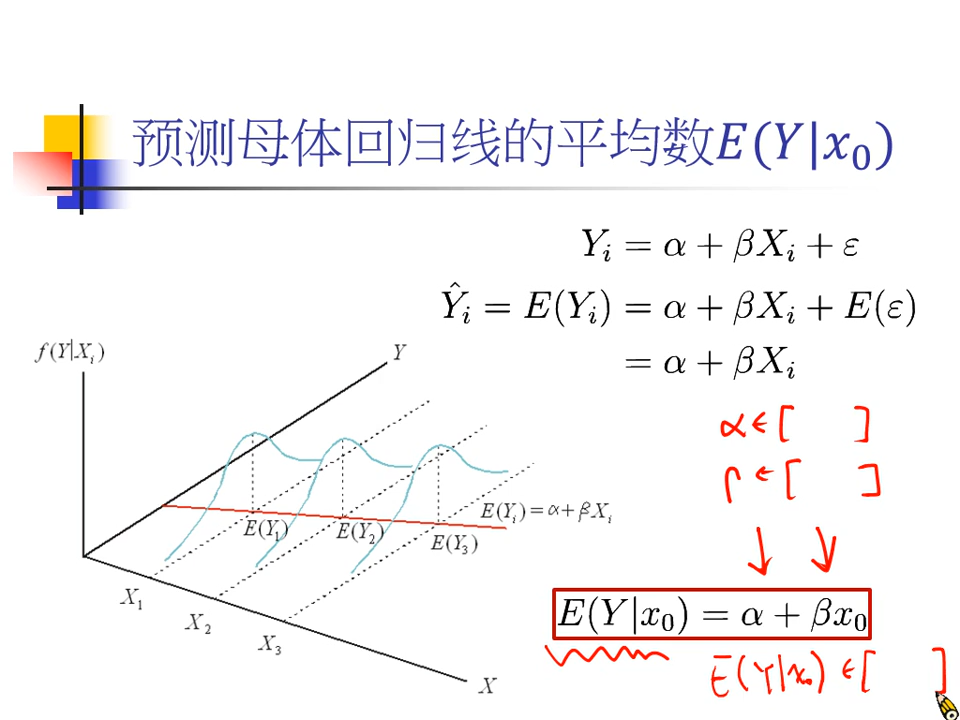 预测母体回归线的平均数E(Y|x₀)
Yᵢ = α + βXᵢ + ε
Ŷᵢ = E(Yᵢ) = α + βXᵢ + E(ε)
= α + βXᵢ
f(Y|Xᵢ)
Y
E(Yᵢ) = α + βXᵢ
E(Y₁)
E(Y₂)
E(Y₃)
X₁
X₂
X₃
X
α ∈ [ ]
β ∈ [ ]
E(Y|x₀) = α + βx₀
E(Y|x₀) ∈ [ ]